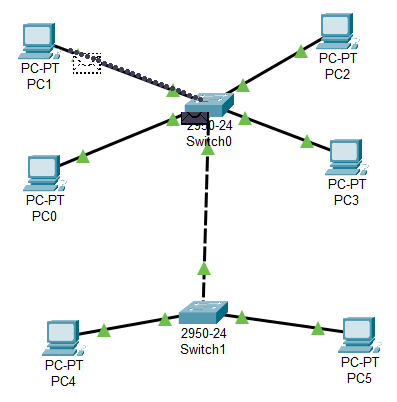 PC-PT
PC1
PC-PT
PC2
2950-24
Switch0
PC-PT
PC0
PC-PT
PC3
2950-24
Switch1
PC-PT
PC4
PC-PT
PC5